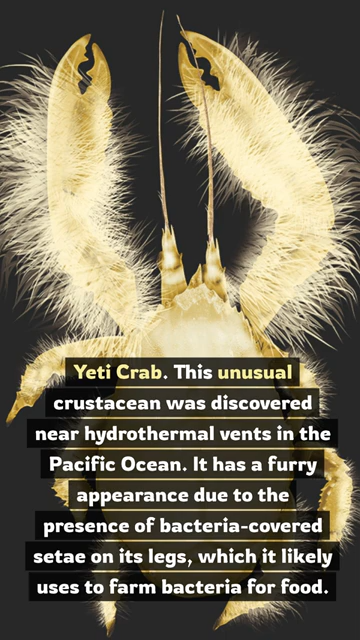 Yeti Crab. This unusual
crustacean was discovered
near hydrothermal vents in the
Pacific Ocean. It has a furry
appearance due to the
presence of bacteria-covered
setae on its legs, which it likely
uses to farm bacteria for food.